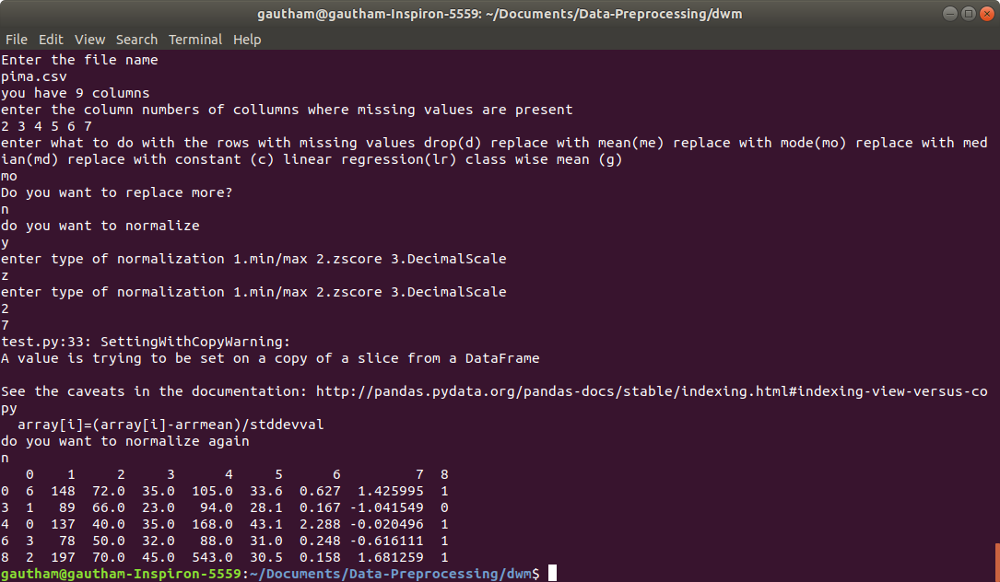 gautham@gautham-Inspiron-5559: ~/Documents/Data-Preprocessing/dwm
File Edit View Search Terminal Help
Enter the file name
pima.csv
you have 9 columns
enter the column numbers of collumns where missing values are present
2 3 4 5 6 7
enter what to do with the rows with missing values drop(d) replace with mean(me) replace with mode(mo) replace with med
ian(md) replace with constant (c) linear regression(lr) class wise mean (g)
mo
Do you want to replace more?
n
do you want to normalize
y
enter type of normalization 1.min/max 2.zscore 3.DecimalScale
z
enter type of normalization 1.min/max 2.zscore 3.DecimalScale
2
7
test.py:33: SettingWithCopyWarning:
A value is trying to be set on a copy of a slice from a DataFrame
See the caveats in the documentation: http://pandas.pydata.org/pandas-docs/stable/indexing.html#indexing-view-versus-co
py
  array[i]=(array[i]-arrmean)/stddevval
do you want to normalize again
n
   0    1     2     3      4     5      6         7  8
0  6  148  72.0  35.0  105.0  33.6  0.627  1.425995  1
3  1   89  66.0  23.0   94.0  28.1  0.167 -1.041549  0
4  0  137  40.0  35.0  168.0  43.1  2.288 -0.020496  1
6  3   78  50.0  32.0   88.0  31.0  0.248 -0.616111  1
8  2  197  70.0  45.0  543.0  30.5  0.158  1.681259  1
gautham@gautham-Inspiron-5559:~/Documents/Data-Preprocessing/dwm$